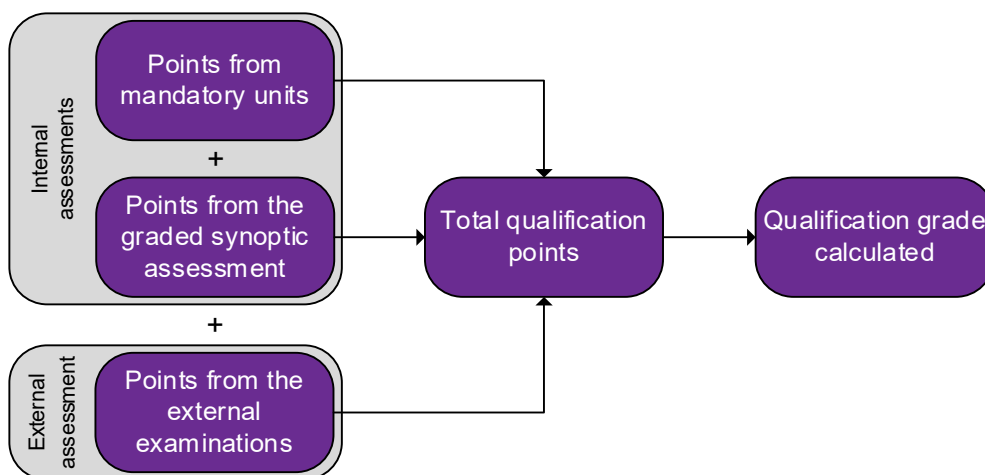 Internal
assessments
Points from
mandatory units
+
Points from the
graded synoptic
assessment
+
External
assessment
Points from the
external
examinations
Total qualification
points
Qualification grade
calculated